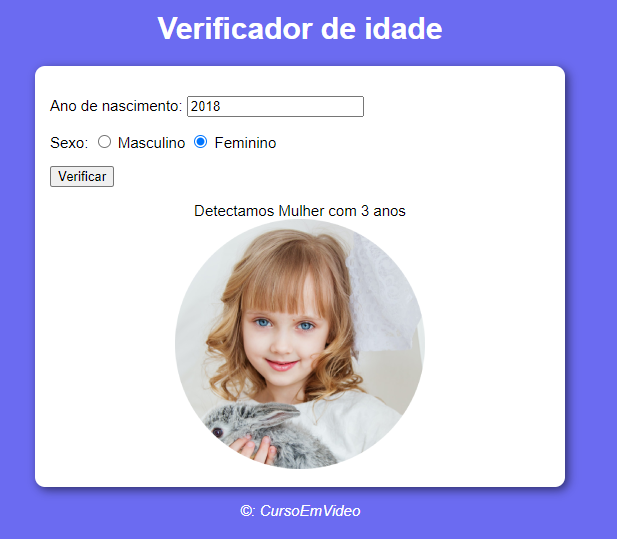 Verificador de idade
Ano de nascimento: 2018
Sexo: Masculino Feminino
Verificar
Detectamos Mulher com 3 anos
©: CursoEmVideo